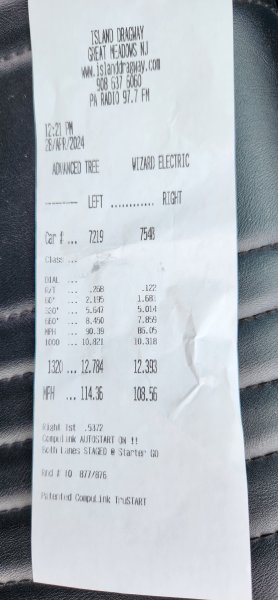 ISLAND DRAGWAY
GREAT MEADOWS NJ
www.islanddragway.com
908 637 6060
PA RADIO 97.7 FM
12:21 PM
28/APR/2024
ADVANCED TREE WIZARD ELECTRIC
LEFT ............ RIGHT
Car # ... 7219 7548
Class ...
DIAL ...
R/T ... .268 .122
60' ... 2.195 1.681
330' ... 5.647 5.014
660' ... 8.450 7.859
MPH ... 90.39 86.05
1000 ... 10.821 10.318
1320 ... 12.784 12.393
MPH ... 114.36 108.56
Right 1st .5372
CompuLink AUTOSTART ON !!
Both Lanes STAGED @ Starter GO
Rnd # TQ 877/876
Patented CompuLink TruSTART